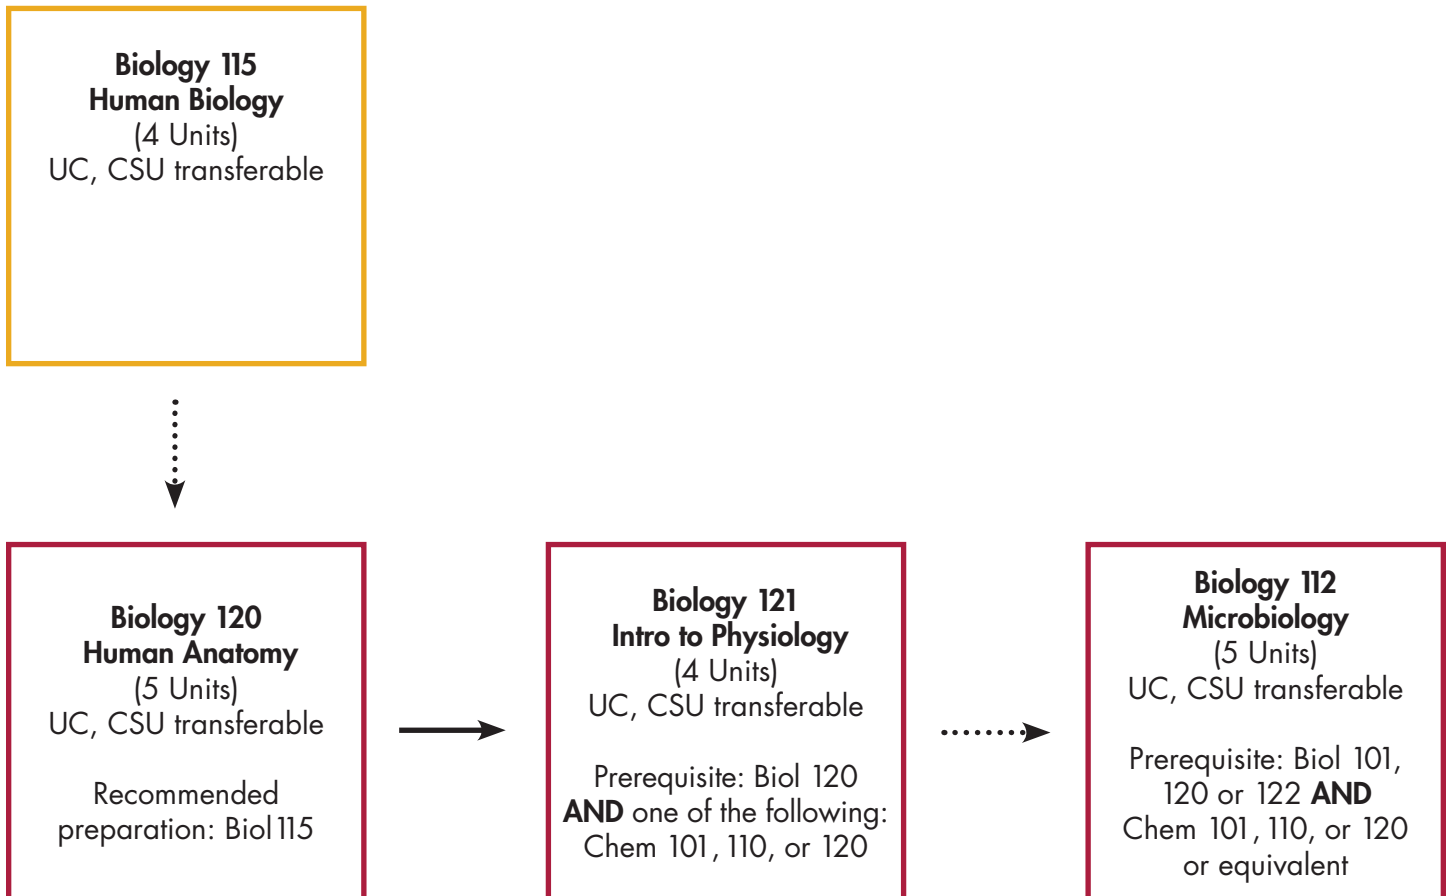 Biology 115
Human Biology
(4 Units)
UC, CSU transferable
Biology 120
Human Anatomy
(5 Units)
UC, CSU transferable
Recommended
preparation: Biol 115
Biology 121
Intro to Physiology
(4 Units)
UC, CSU transferable
Prerequisite: Biol 120
AND one of the following:
Chem 101, 110, or 120
Biology 112
Microbiology
(5 Units)
UC, CSU transferable
Prerequisite: Biol 101,
120 or 122 AND
Chem 101, 110, or 120
or equivalent